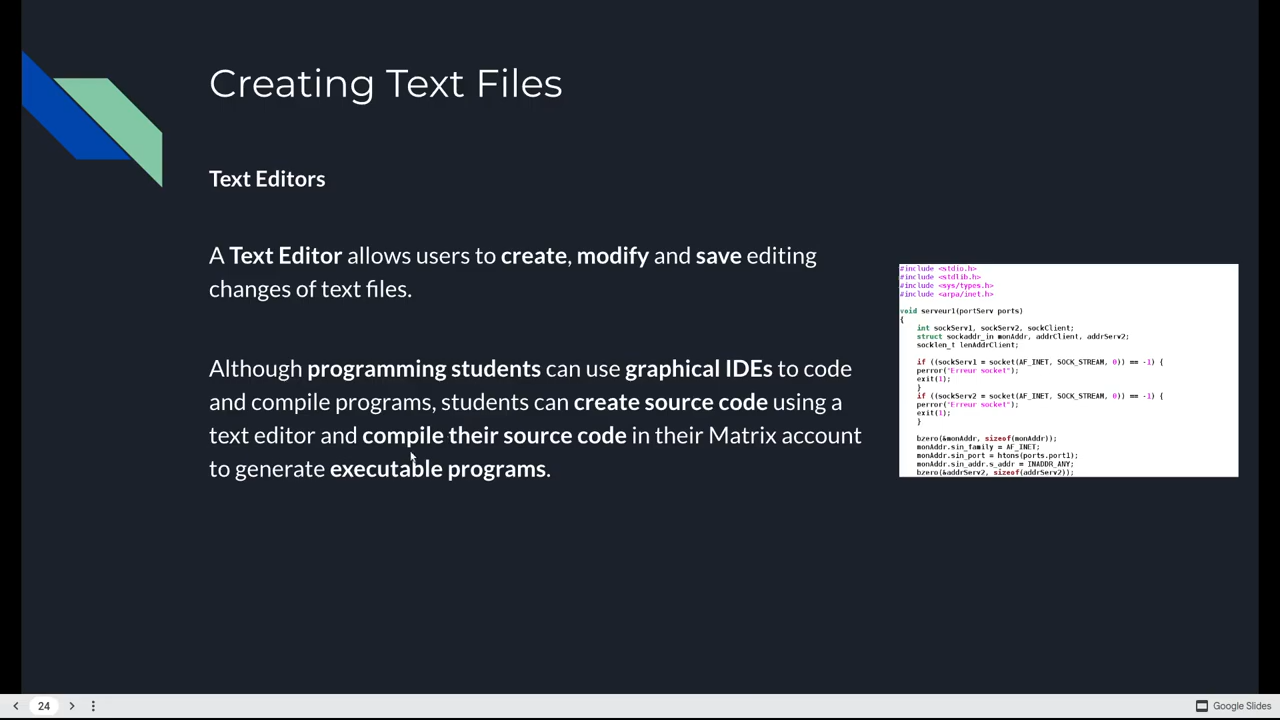 Creating Text Files
Text Editors
A Text Editor allows users to create, modify and save editing
changes of text files.
Although programming students can use graphical IDEs to code
and compile programs, students can create source code using a
text editor and compile their source code in their Matrix account
to generate executable programs.
#include <stdio.h>
#include <stdlib.h>
#include <sys/types.h>
#include <arpa/inet.h>
void serveur1(portServ ports)
{
int sockServ1, sockServ2, sockClient;
struct sockaddr_in monAddr, addrClient, addrServ2;
socklen_t lenAddrClient;
if ((sockServ1 = socket(AF_INET, SOCK_STREAM, 0)) == -1) {
perror("Erreur socket");
exit(1);
}
if ((sockServ2 = socket(AF_INET, SOCK_STREAM, 0)) == -1) {
perror("Erreur socket");
exit(1);
}
bzero(&monAddr, sizeof(monAddr));
monAddr.sin_family = AF_INET;
monAddr.sin_port = htons(ports.port1);
monAddr.sin_addr.s_addr = INADDR_ANY;
bzero(&addrServ2, sizeof(addrServ2));
24
Google Slides